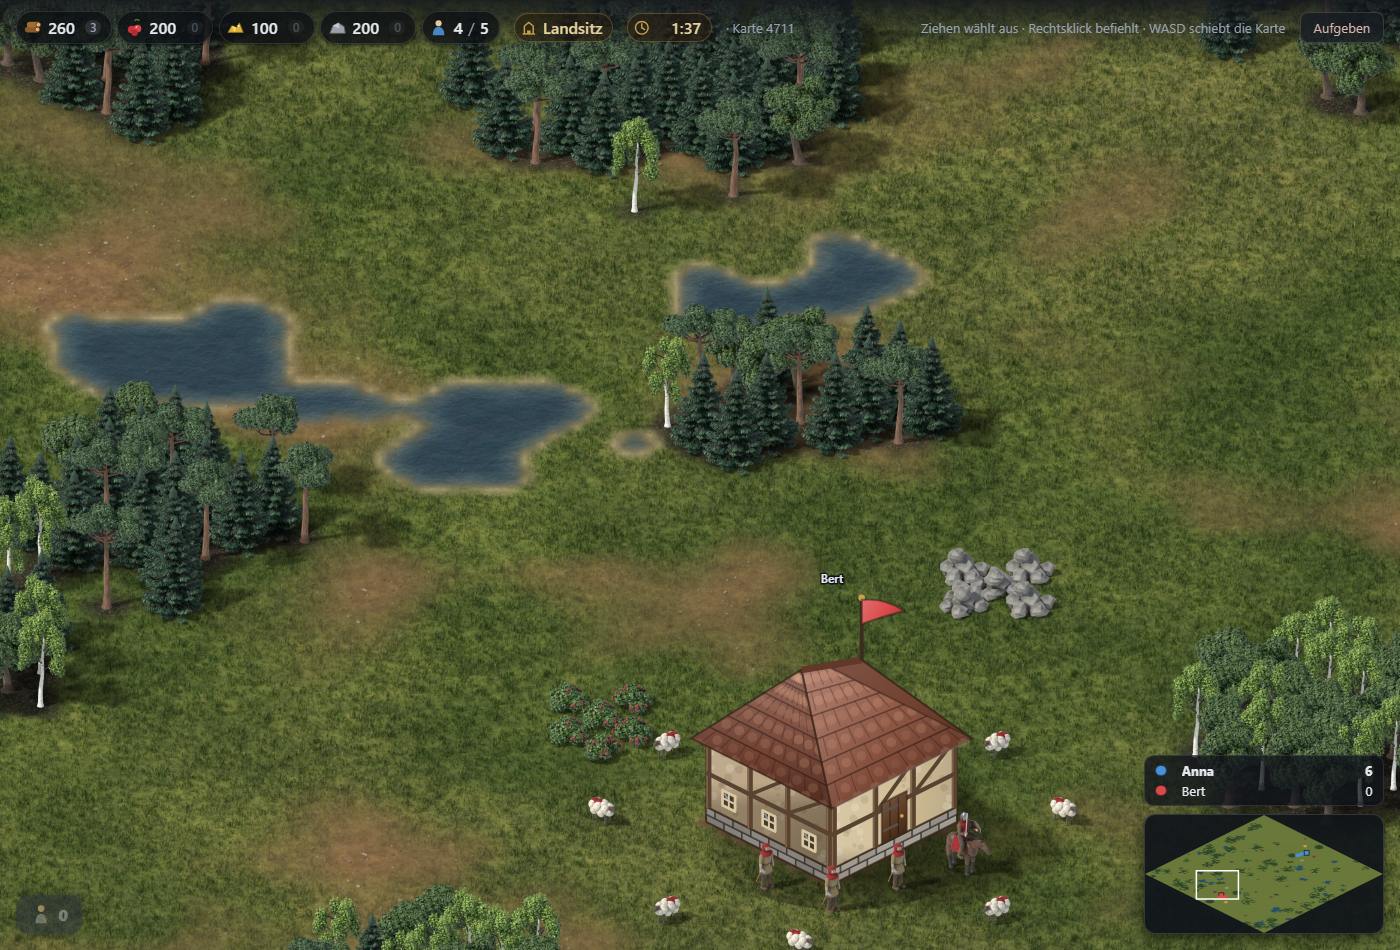 260 3 200 0 100 0 200 0 4 / 5 Landsitz 1:37 · Karte 4711 Ziehen wählt aus · Rechtsklick befiehlt · WASD schiebt die Karte Aufgeben
Bert
Anna 6
Bert 0
0